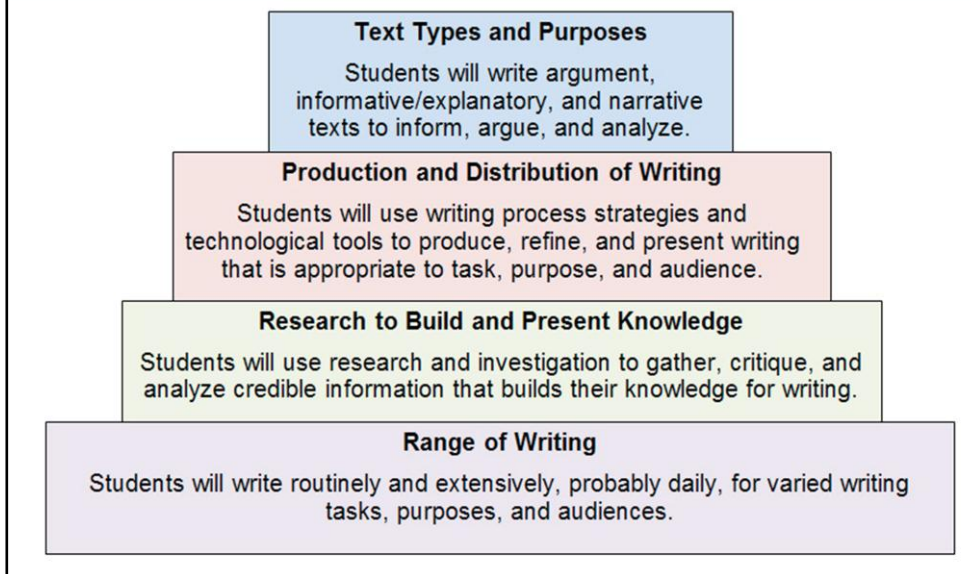 Text Types and Purposes
Students will write argument,
informative/explanatory, and narrative
texts to inform, argue, and analyze.
Production and Distribution of Writing
Students will use writing process strategies and
technological tools to produce, refine, and present writing
that is appropriate to task, purpose, and audience.
Research to Build and Present Knowledge
Students will use research and investigation to gather, critique, and
analyze credible information that builds their knowledge for writing.
Range of Writing
Students will write routinely and extensively, probably daily, for varied writing
tasks, purposes, and audiences.